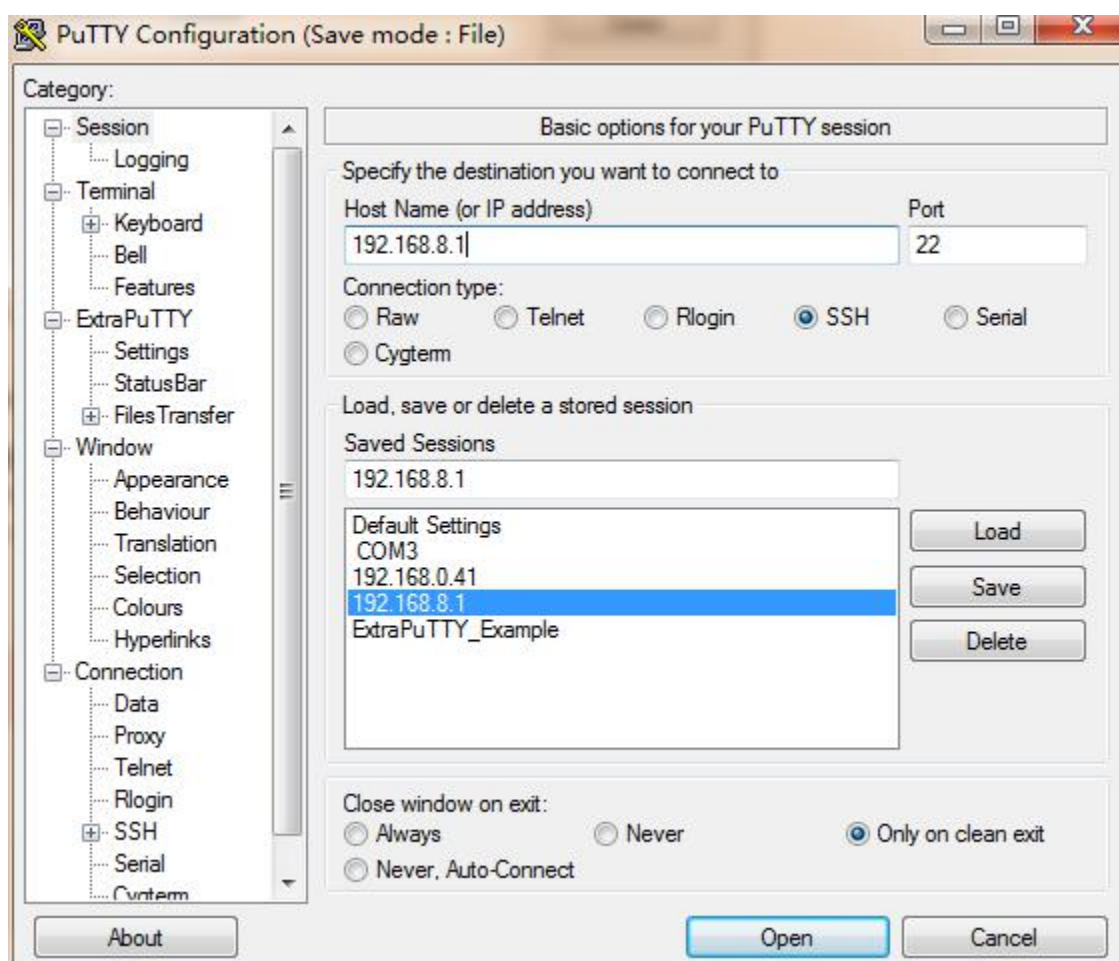 PuTTY Configuration (Save mode : File)
Category:
Session
Logging
Terminal
Keyboard
Bell
Features
ExtraPuTTY
Settings
StatusBar
FilesTransfer
Window
Appearance
Behaviour
Translation
Selection
Colours
Hyperlinks
Connection
Data
Proxy
Telnet
Rlogin
SSH
Serial
Cygterm
About
Basic options for your PuTTY session
Specify the destination you want to connect to
Host Name (or IP address) Port
192.168.8.1 22
Connection type:
Raw Telnet Rlogin SSH Serial
Cygterm
Load, save or delete a stored session
Saved Sessions
192.168.8.1
Default Settings
COM3
192.168.0.41
192.168.8.1
ExtraPuTTY_Example
Load
Save
Delete
Close window on exit:
Always Never Only on clean exit
Never, Auto-Connect
Open Cancel